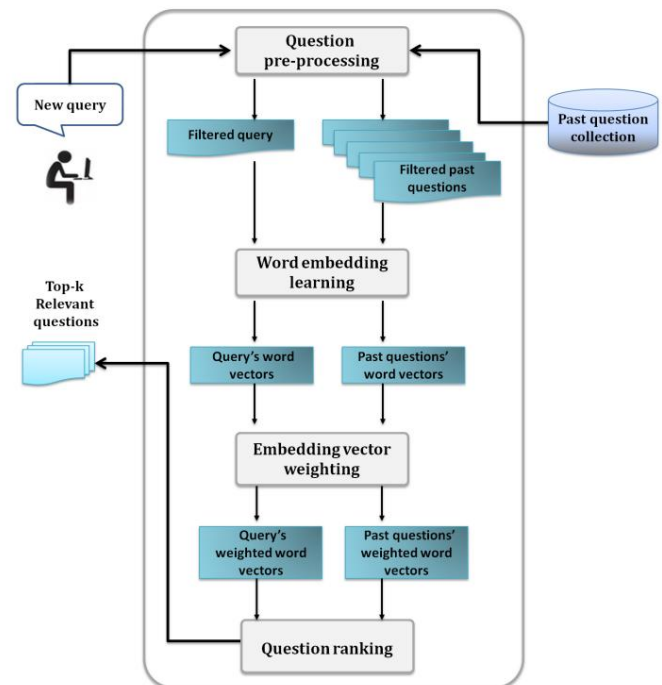 Question
pre-processing
New query
Past question
collection
Filtered query
Filtered past
questions
Word embedding
learning
Top-k
Relevant
questions
Query's word
vectors
Past questions'
word vectors
Embedding vector
weighting
Query's
weighted word
vectors
Past questions'
weighted word
vectors
Question ranking